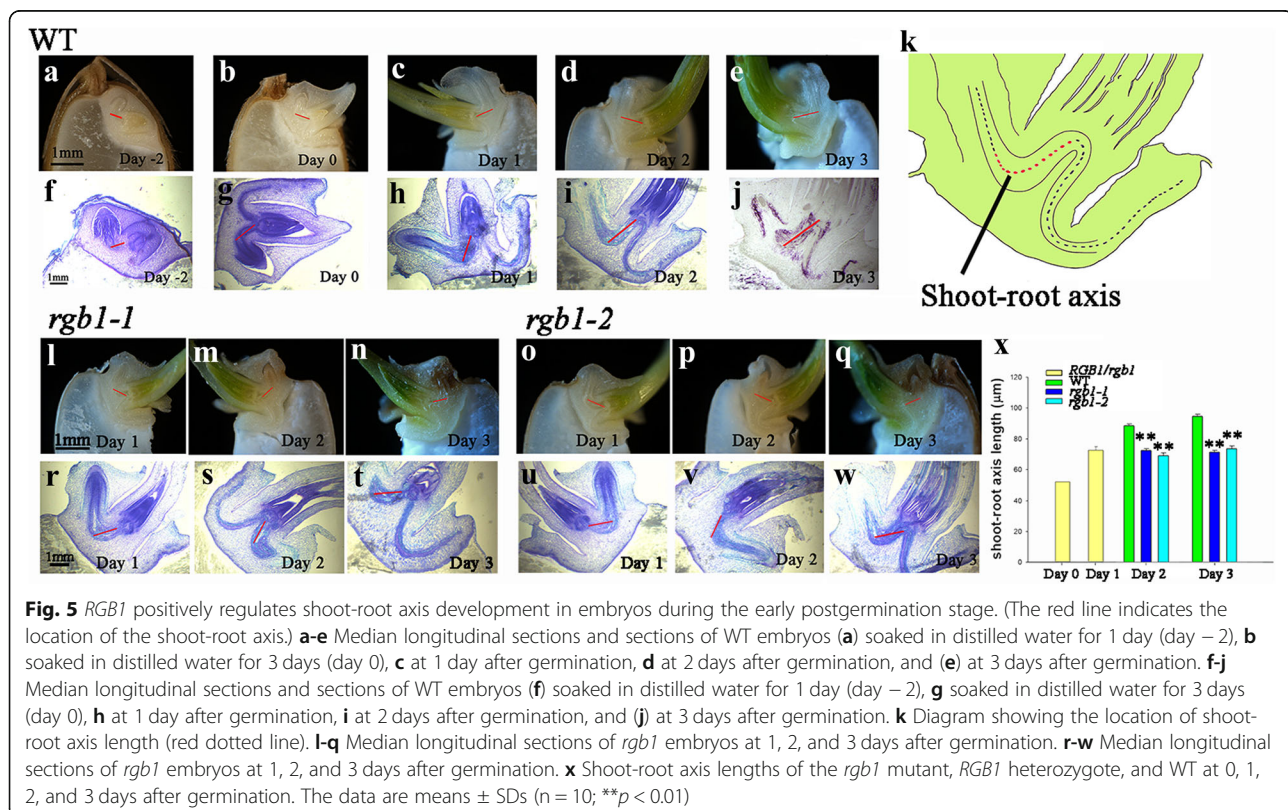 WT
a b c d e k
1mm Day -2 Day 0 Day 1 Day 2 Day 3
f g h i j
1mm Day -2 Day 0 Day 1 Day 2 Day 3
Shoot-root axis
rgb1-1 rgb1-2
l m n o p q x
1mm Day 1 Day 2 Day 3 Day 1 Day 2 Day 3
r s t u v w
1mm Day 1 Day 2 Day 3 Day 1 Day 2 Day 3
RGB1/rgb1
WT
rgb1-1
rgb1-2
shoot-root axis length (μm)
120
100
80
60
40
20
0
** ** ** **
Day 0 Day 1 Day 2 Day 3
Fig. 5 RGB1 positively regulates shoot-root axis development in embryos during the early postgermination stage. (The red line indicates the
location of the shoot-root axis.) a-e Median longitudinal sections and sections of WT embryos (a) soaked in distilled water for 1 day (day − 2), b
soaked in distilled water for 3 days (day 0), c at 1 day after germination, d at 2 days after germination, and (e) at 3 days after germination. f-j
Median longitudinal sections and sections of WT embryos (f) soaked in distilled water for 1 day (day − 2), g soaked in distilled water for 3 days
(day 0), h at 1 day after germination, i at 2 days after germination, and (j) at 3 days after germination. k Diagram showing the location of shoot-
root axis length (red dotted line). l-q Median longitudinal sections of rgb1 embryos at 1, 2, and 3 days after germination. r-w Median longitudinal
sections of rgb1 embryos at 1, 2, and 3 days after germination. x Shoot-root axis lengths of the rgb1 mutant, RGB1 heterozygote, and WT at 0, 1,
2, and 3 days after germination. The data are means ± SDs (n = 10; **p < 0.01)